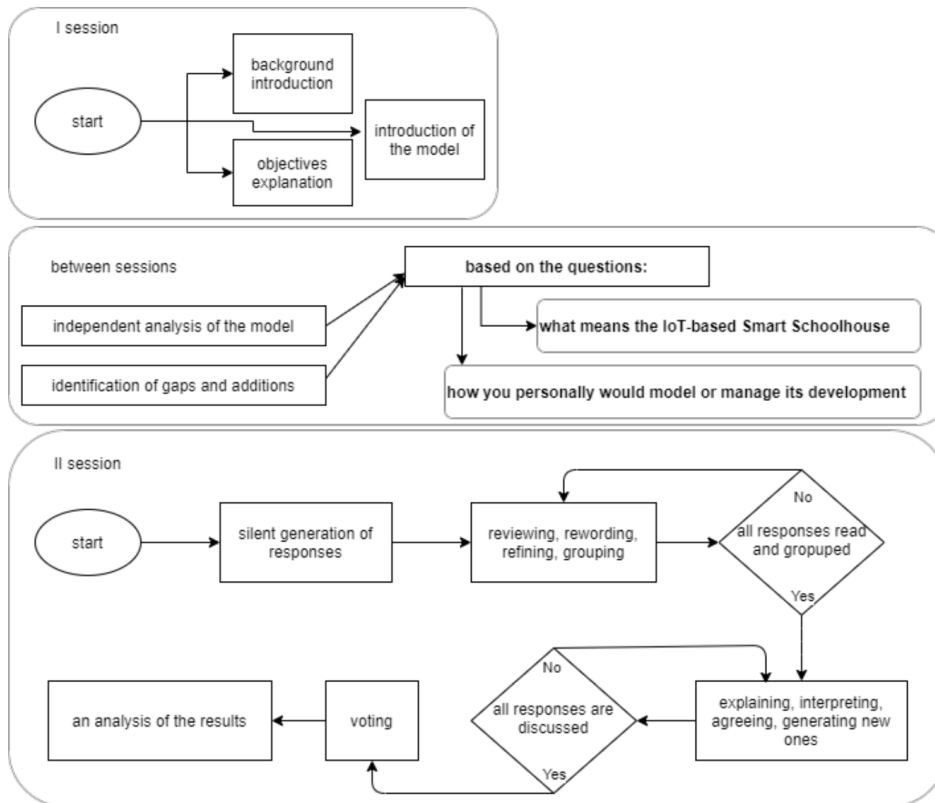 I session
background
introduction
start
introduction of
the model
objectives
explanation
between sessions
based on the questions:
independent analysis of the model
what means the IoT-based Smart Schoolhouse
identification of gaps and additions
how you personally would model or manage its development
II session
No
start
silent generation of
responses
reviewing, rewording,
refining, grouping
all responses read
and gropuped
Yes
No
an analysis of the results
voting
all responses are
discussed
explaining, interpreting,
agreeing, generating new
ones
Yes